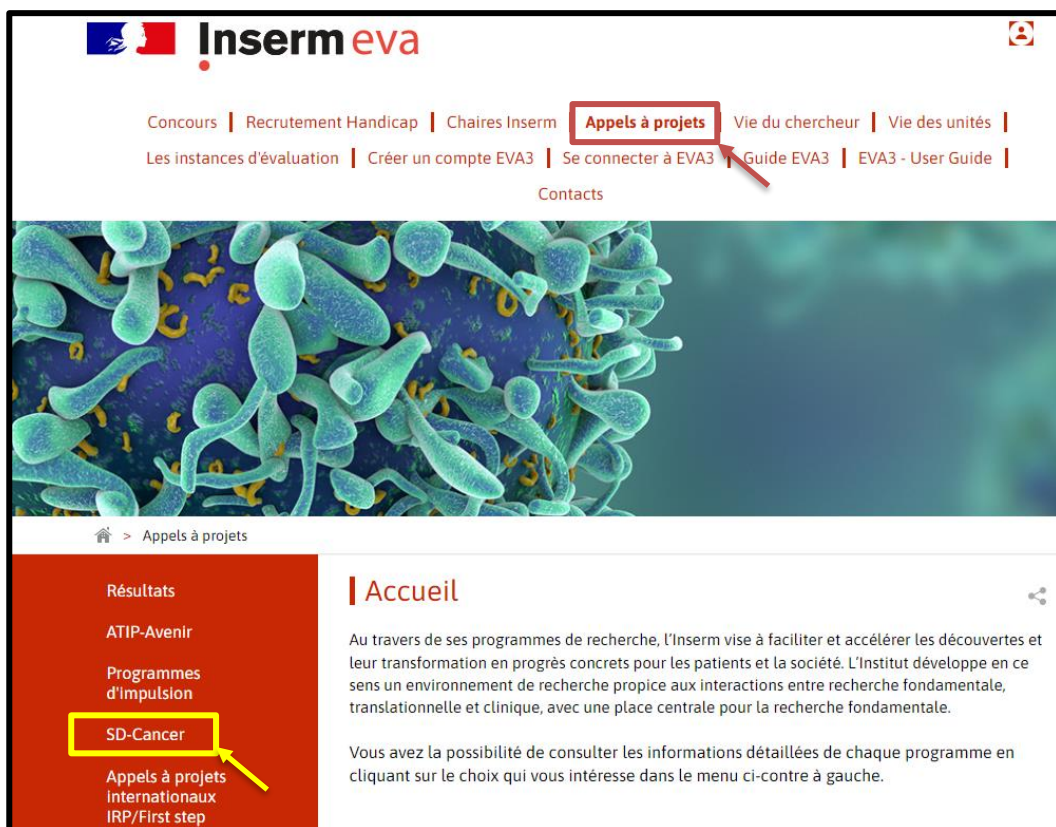 Inserm eva
Concours | Recrutement Handicap | Chaires Inserm | Appels à projets | Vie du chercheur | Vie des unités |
Les instances d'évaluation | Créer un compte EVA3 | Se connecter à EVA3 | Guide EVA3 | EVA3 - User Guide |
Contacts
> Appels à projets
Résultats
ATIP-Avenir
Programmes
d'impulsion
SD-Cancer
Appels à projets
internationaux
IRP/First step
Accueil
Au travers de ses programmes de recherche, l'Inserm vise à faciliter et accélérer les découvertes et
leur transformation en progrès concrets pour les patients et la société. L'Institut développe en ce
sens un environnement de recherche propice aux interactions entre recherche fondamentale,
translationnelle et clinique, avec une place centrale pour la recherche fondamentale.
Vous avez la possibilité de consulter les informations détaillées de chaque programme en
cliquant sur le choix qui vous intéresse dans le menu ci-contre à gauche.